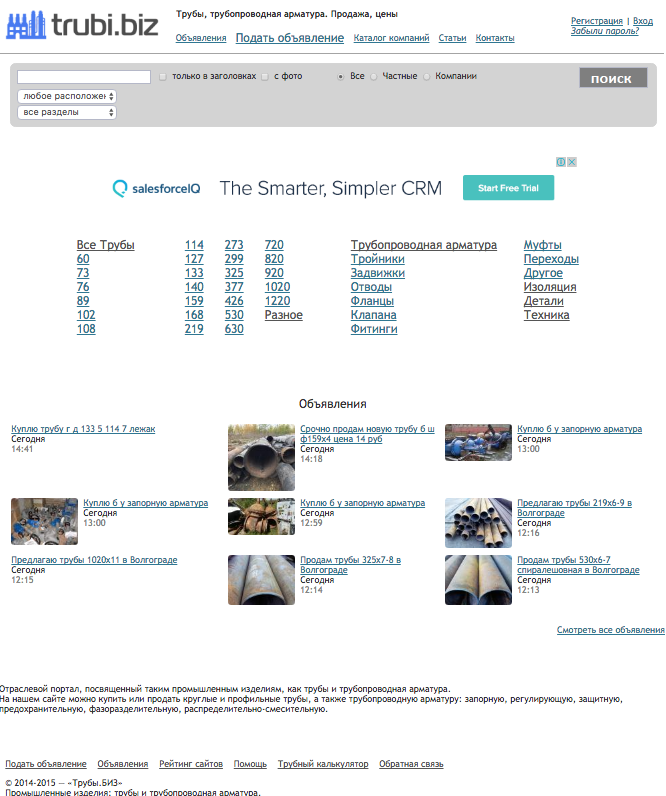 trubi.biz
Трубы, трубопроводная арматура. Продажа, цены
Регистрация | Вход
Забыли пароль?
Объявления Подать объявление Каталог компаний Статьи Контакты
только в заголовках с фото Все Частные Компании
ПОИСК
любое расположен
все разделы
salesforceIQ The Smarter, Simpler CRM Start Free Trial
Все Трубы 114 273 720 Трубопроводная арматура Муфты
60 127 299 820 Тройники Переходы
73 133 325 920 Задвижки Другое
76 140 377 1020 Отводы Изоляция
89 159 426 1220 Фланцы Детали
102 168 530 Разное Клапана Техника
108 219 630 Фитинги
Объявления
Куплю трубу г д 133 5 114 7 лежак
Сегодня
14:41
Срочно продам новую трубу б ш
ф159х4 цена 14 руб
Сегодня
14:18
Куплю б у запорную арматура
Сегодня
13:00
Куплю б у запорную арматура
Сегодня
13:00
Куплю б у запорную арматура
Сегодня
12:59
Предлагаю трубы 219х6-9 в
Волгограде
Сегодня
12:16
Предлагаю трубы 1020х11 в Волгограде
Сегодня
12:15
Продам трубы 325х7-8 в
Волгограде
Сегодня
12:14
Продам трубы 530х6-7
спиралешовная в Волгограде
Сегодня
12:13
Смотреть все объявления
Отраслевой портал, посвященный таким промышленным изделиям, как трубы и трубопроводная арматура.
На нашем сайте можно купить или продать круглые и профильные трубы, а также трубопроводную арматуру: запорную, регулирующую, защитную,
предохранительную, фазоразделительную, распределительно-смесительную.
Подать объявление Объявления Рейтинг сайтов Помощь Трубный калькулятор Обратная связь
© 2014-2015 — «Трубы.БИЗ»
Промышленные изделия: трубы и трубопроводная арматура.